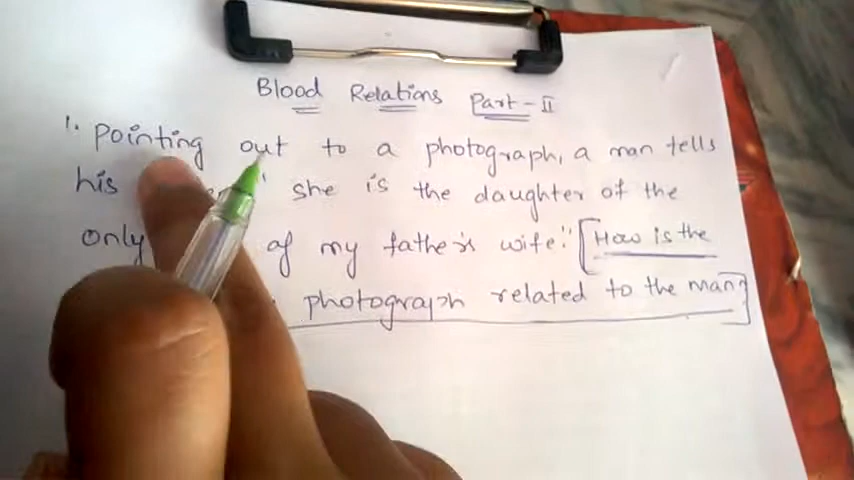 Blood Relations Part-II
1. Pointing out to a photograph, a man tells
his she is the daughter of the
only of my father's wife." [How is the
photograph related to the man]